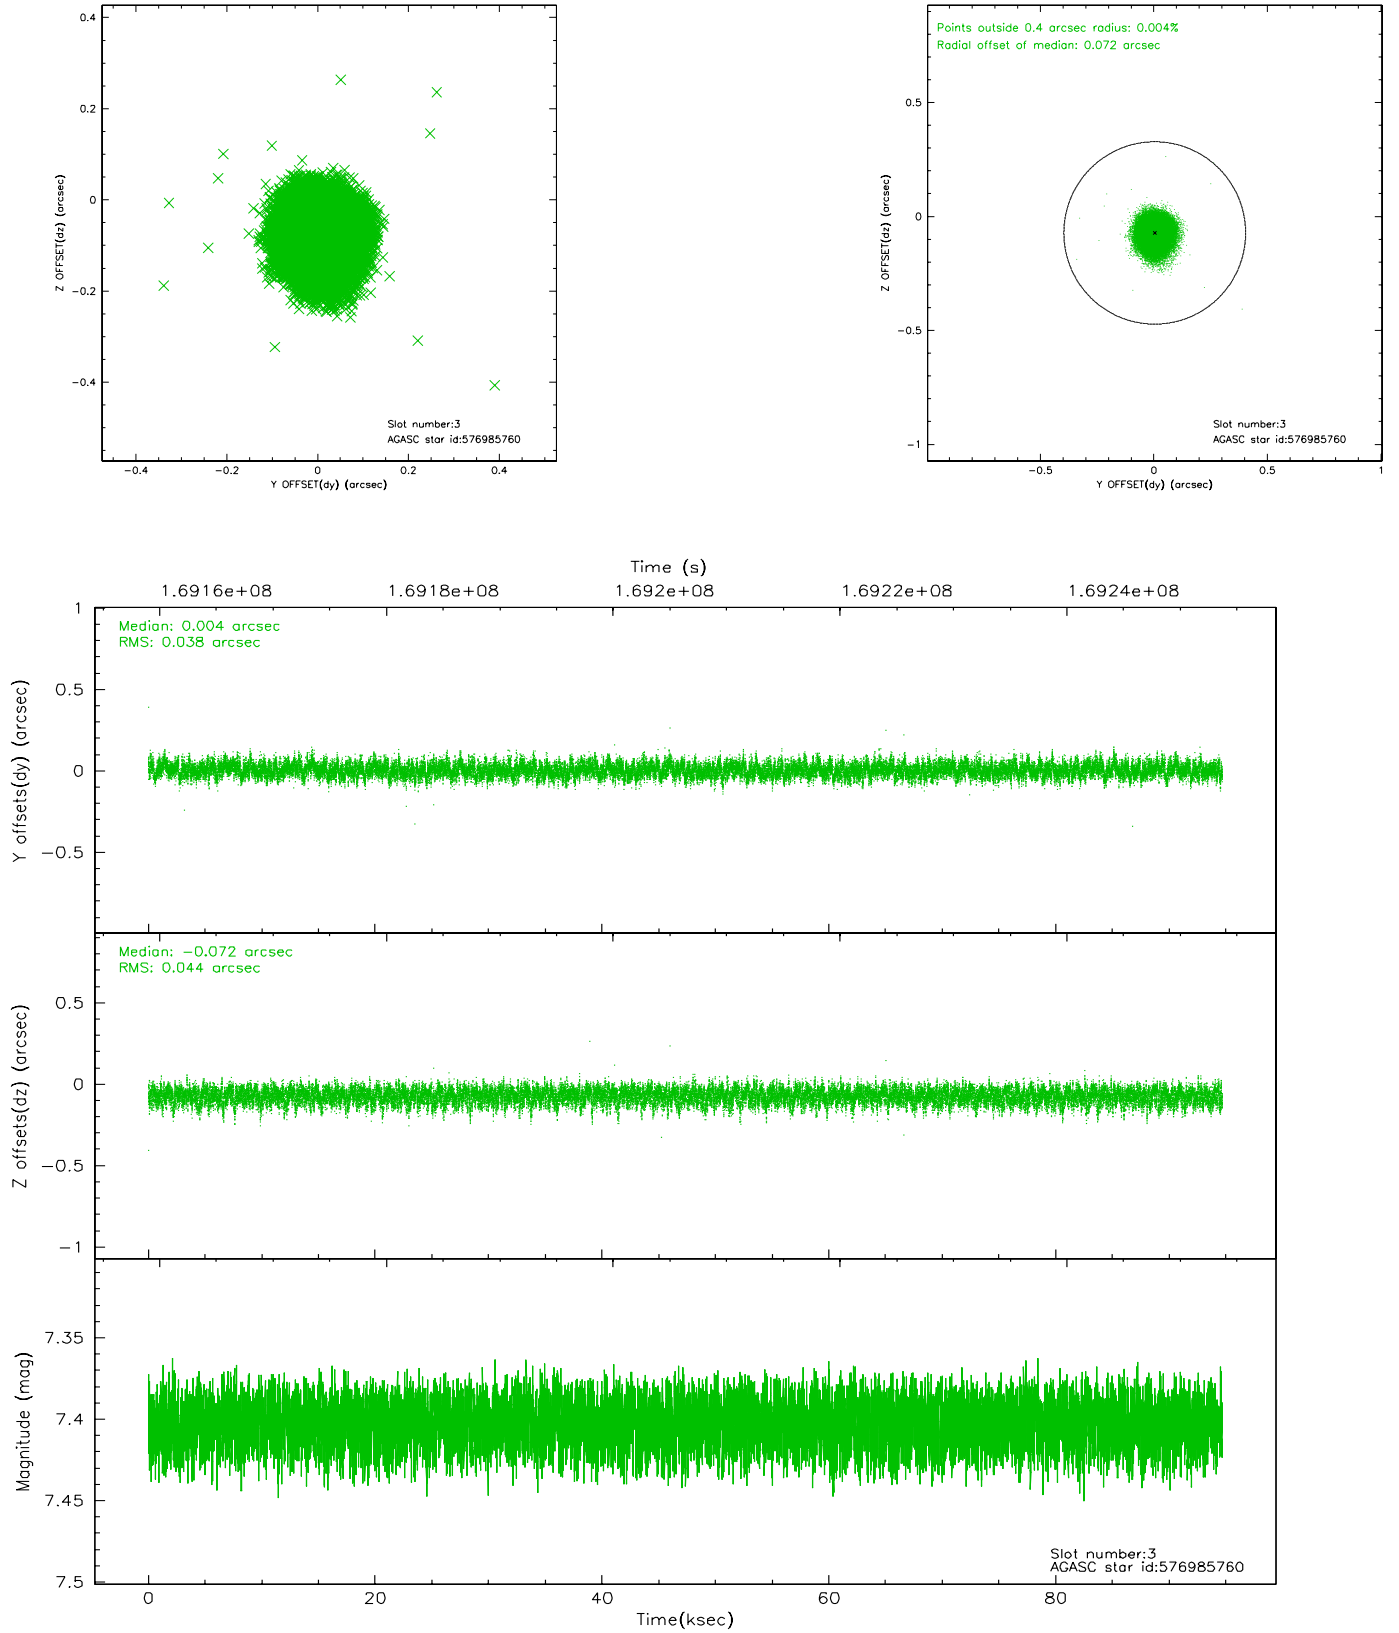 0.4
0.2
0
−0.2
−0.4
Z OFFSET(dz) (arcsec)
−0.4 −0.2 0 0.2 0.4
Y OFFSET(dy) (arcsec)
Slot number:3
AGASC star id:576985760
Points outside 0.4 arcsec radius: 0.004%
Radial offset of median: 0.072 arcsec
0.5
0
−0.5
−1
Z OFFSET(dz) (arcsec)
−0.5 0 0.5 1
Y OFFSET(dy) (arcsec)
Slot number:3
AGASC star id:576985760
Time (s)
1.6916e+08 1.6918e+08 1.692e+08 1.6922e+08 1.6924e+08
Median: 0.004 arcsec
RMS: 0.038 arcsec
1
0.5
0
−0.5
Y offsets(dy) (arcsec)
Median: −0.072 arcsec
RMS: 0.044 arcsec
0.5
0
−0.5
−1
Z offsets(dz) (arcsec)
7.35
7.4
7.45
7.5
Magnitude (mag)
Slot number:3
AGASC star id:576985760
0 20 40 60 80
Time(ksec)